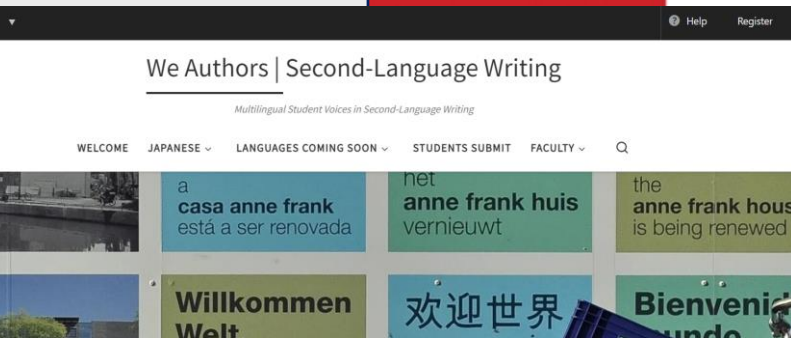 Help Register
We Authors | Second-Language Writing
Multilingual Student Voices in Second-Language Writing
WELCOME JAPANESE LANGUAGES COMING SOON STUDENTS SUBMIT FACULTY
a
casa anne frank
está a ser renovada
het
anne frank huis
vernieuwt
the
anne frank hous
is being renewed
Willkommen
Welt
欢迎世界
Bienvenid
undo